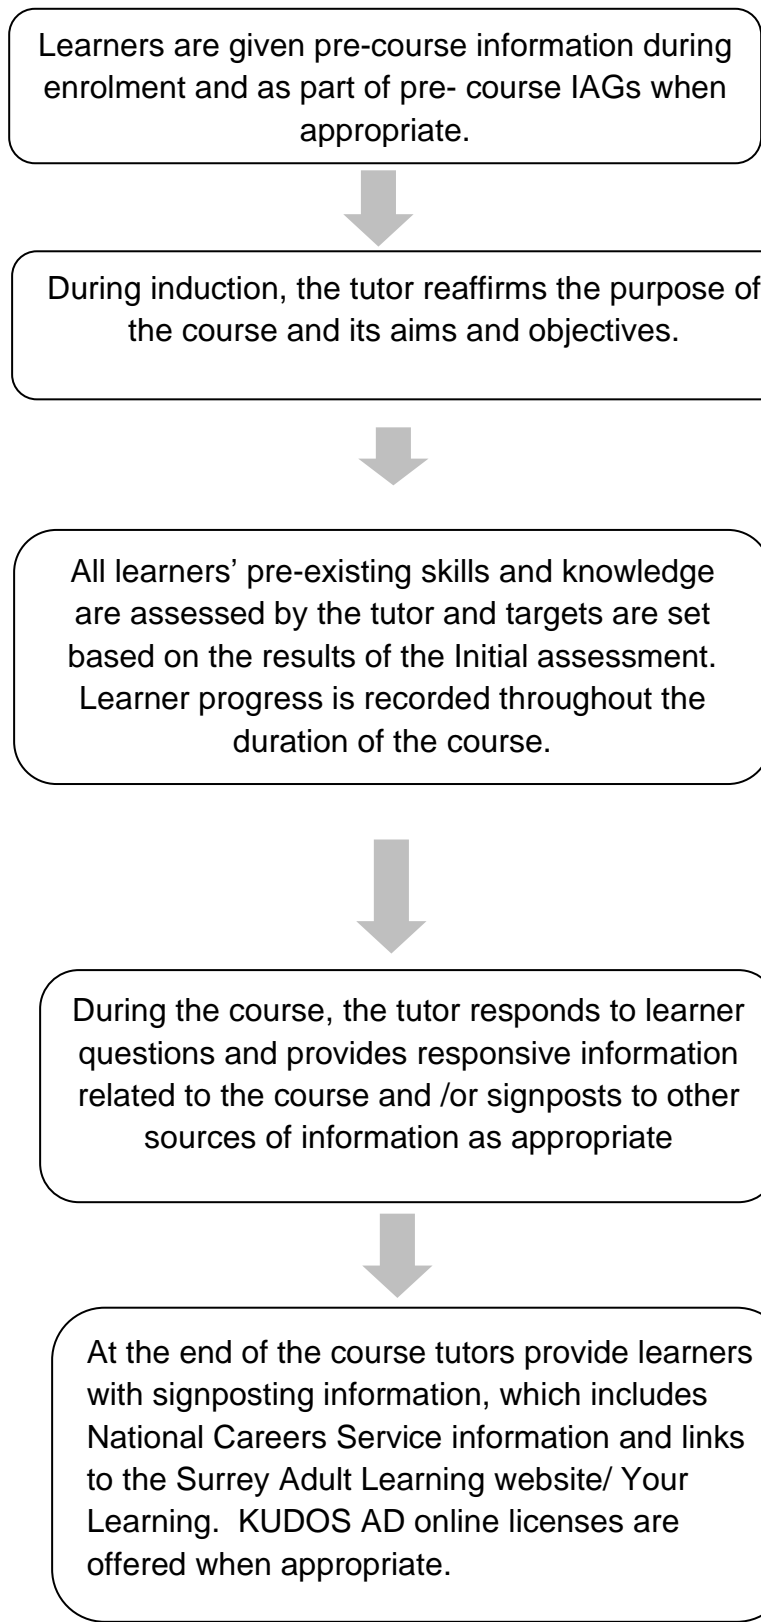 Learners are given pre-course information during
enrolment and as part of pre- course IAGs when
appropriate.
During induction, the tutor reaffirms the purpose of
the course and its aims and objectives.
All learners’ pre-existing skills and knowledge
are assessed by the tutor and targets are set
based on the results of the Initial assessment.
Learner progress is recorded throughout the
duration of the course.
During the course, the tutor responds to learner
questions and provides responsive information
related to the course and /or signposts to other
sources of information as appropriate
At the end of the course tutors provide learners
with signposting information, which includes
National Careers Service information and links
to the Surrey Adult Learning website/ Your
Learning.  KUDOS AD online licenses are
offered when appropriate.